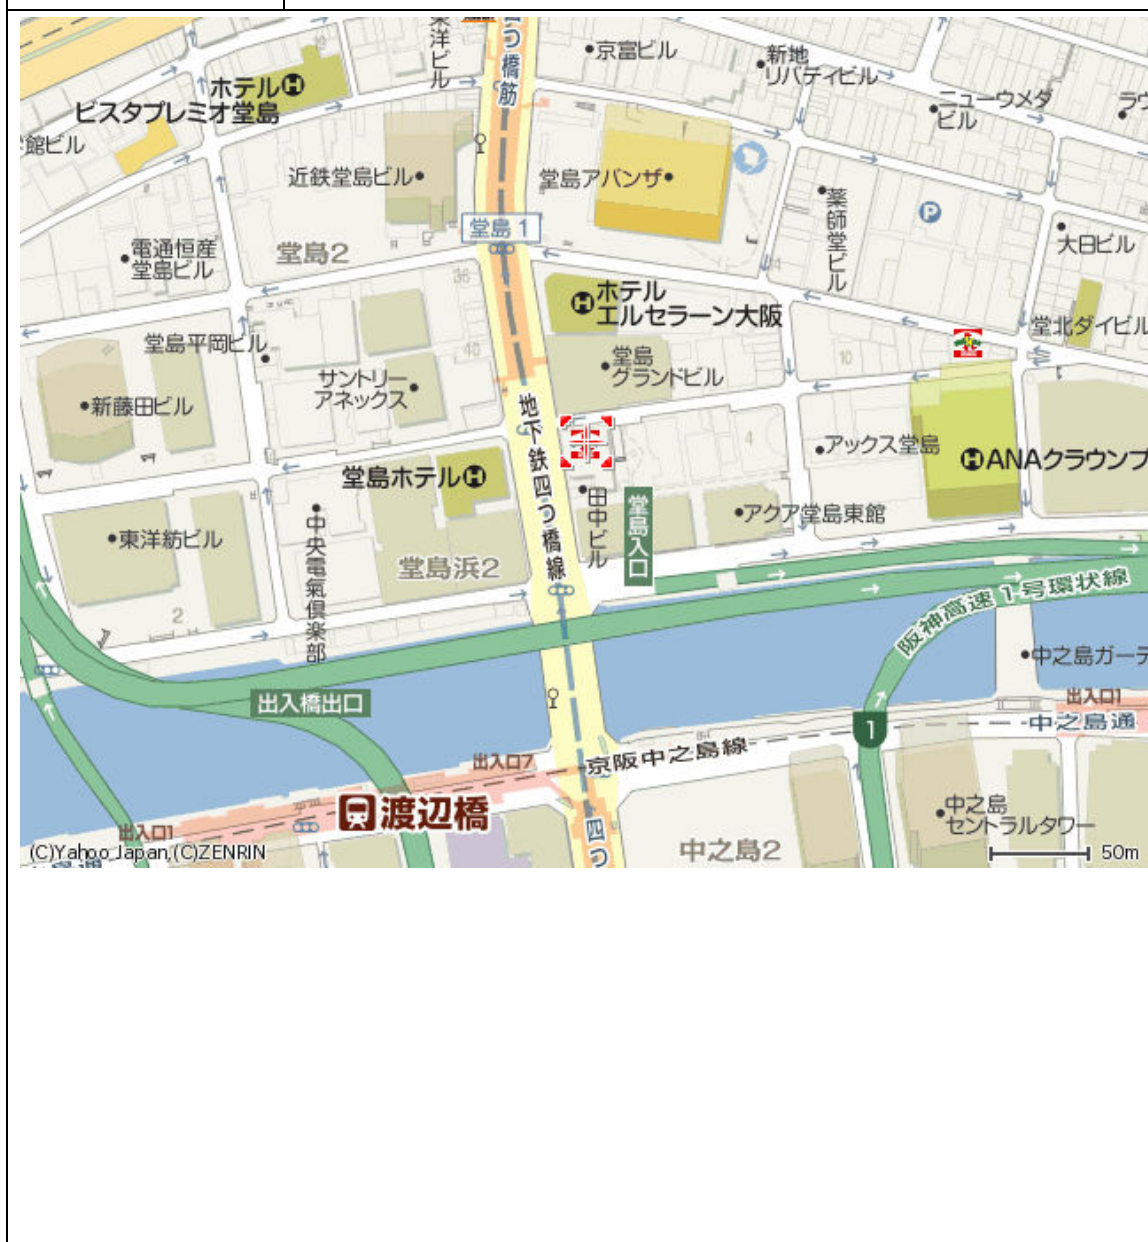 四つ橋筋
洋ビル
京富ビル
新地
リバティビル
ニューウメダ
ビル
ホテル
ビスタプレミオ堂島
館ビル
近鉄堂島ビル
堂島アバンザ
薬師堂ビル
P
大日ビル
堂島 1
堂島2
電通恒産
堂島ビル
36
ホテル
エルセラーン大阪
堂北ダイビル
堂島平岡ビル
40
堂島
グランドビル
10
サントリー
アネックス
新藤田ビル
地下鉄四つ橋線
4
アックス堂島
ANAクラウンプ
堂島ホテル
田中ビル
堂島入口
アクア堂島東館
中央電氣倶楽部
東洋紡ビル
堂島浜2
2
阪神高速1号環状線
中之島ガーデ
出入橋出口
出入口1
中之島通
1
出入口7
京阪中之島線
渡辺橋
中之島
セントラルタワー
出入口1
四つ
中之島2
(C)Yahoo Japan,(C)ZENRIN
50m